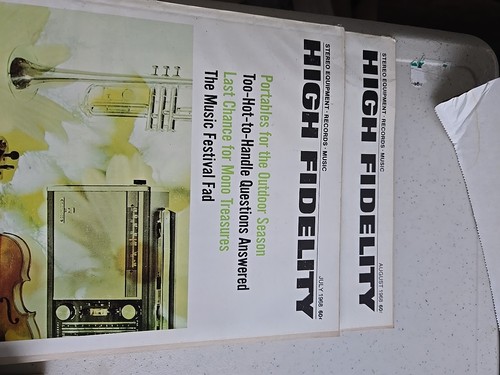 STEREO EQUIPMENT · RECORDS · MUSIC
HIGH FIDELITY
AUGUST 1968 60¢
STEREO EQUIPMENT · RECORDS · MUSIC
HIGH FIDELITY
JULY 1968 60¢
Portables for the Outdoor Season
Too-Hot-to-Handle Questions Answered
Last Chance for Mono Treasures
The Music Festival Fad